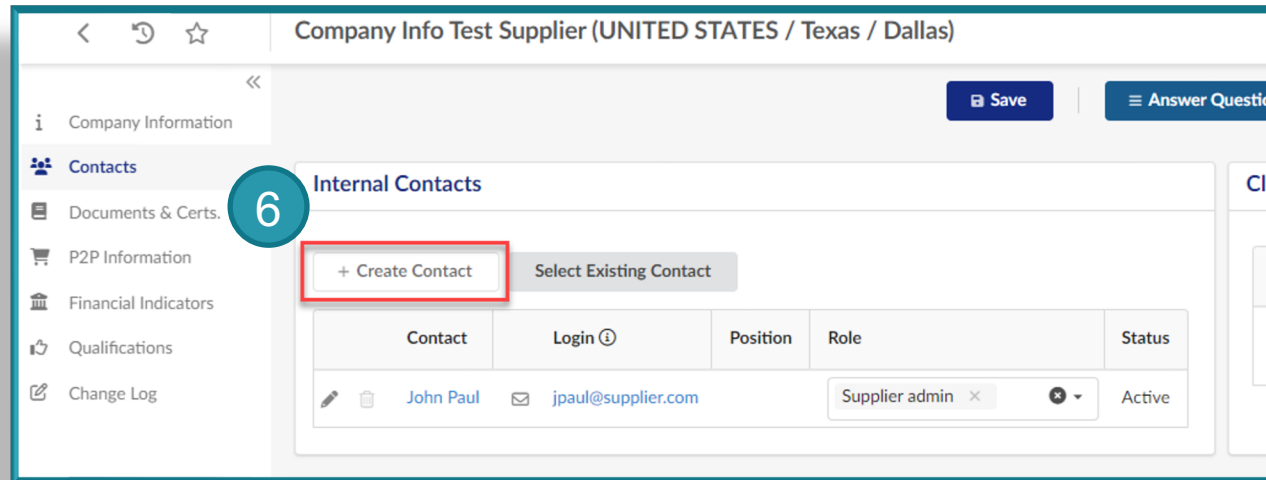 Company Info Test Supplier (UNITED STATES / Texas / Dallas)
Save
Answer Questio
Company Information
Contacts
Documents & Certs.
P2P Information
Financial Indicators
Qualifications
Change Log
6
Internal Contacts
Cl
+ Create Contact
Select Existing Contact
Contact Login Position Role Status
John Paul jpaul@supplier.com Supplier admin × Active